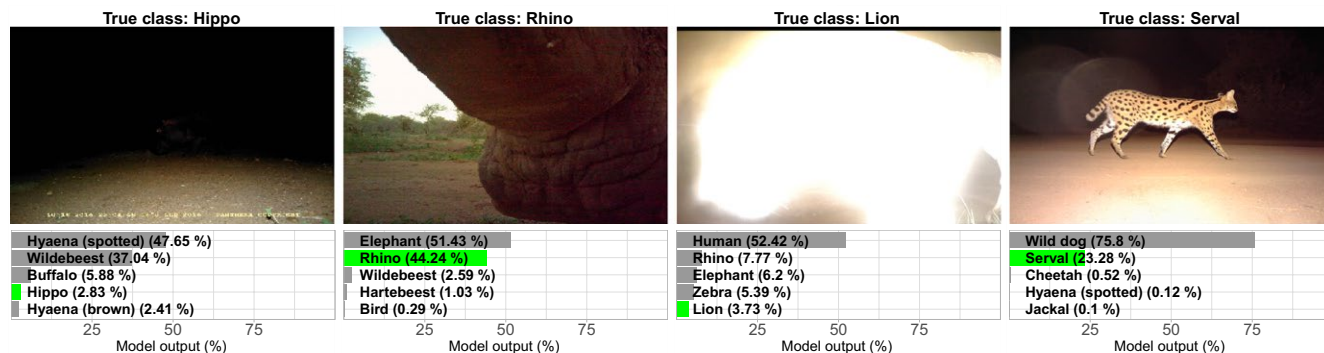 True class: Hippo
Hyaena (spotted) (47.65 %)
Wildebeest (37.04 %)
Buffalo (5.88 %)
Hippo (2.83 %)
Hyaena (brown) (2.41 %)
25 50 75
Model output (%)
True class: Rhino
Elephant (51.43 %)
Rhino (44.24 %)
Wildebeest (2.59 %)
Hartebeest (1.03 %)
Bird (0.29 %)
25 50 75
Model output (%)
True class: Lion
Human (52.42 %)
Rhino (7.77 %)
Elephant (6.2 %)
Zebra (5.39 %)
Lion (3.73 %)
25 50 75
Model output (%)
True class: Serval
Wild dog (75.8 %)
Serval (23.28 %)
Cheetah (0.52 %)
Hyaena (spotted) (0.12 %)
Jackal (0.1 %)
25 50 75
Model output (%)